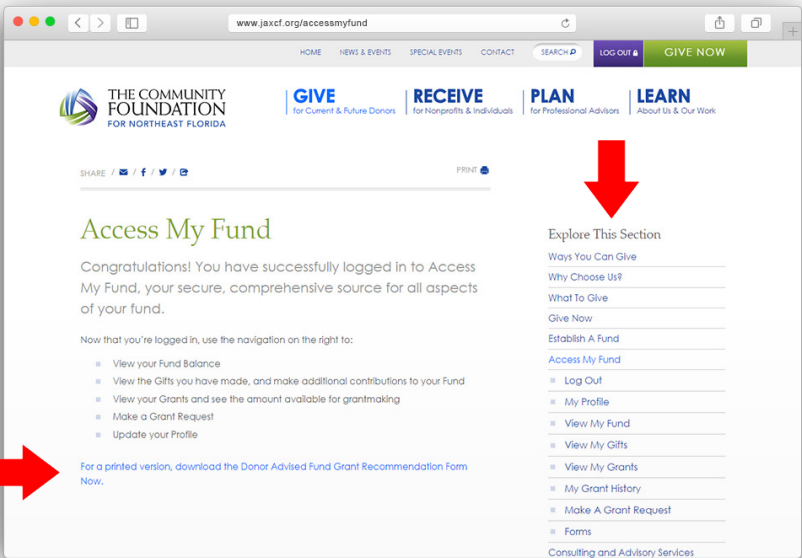 www.jaxcf.org/accessmyfund
HOME NEWS & EVENTS SPECIAL EVENTS CONTACT SEARCH LOG OUT GIVE NOW
THE COMMUNITY
FOUNDATION
FOR NORTHEAST FLORIDA
GIVE
for Current & Future Donors
RECEIVE
for Nonprofits & Individuals
PLAN
for Professional Advisors
LEARN
About Us & Our Work
SHARE / / / /
PRINT
Access My Fund
Congratulations! You have successfully logged in to Access
My Fund, your secure, comprehensive source for all aspects
of your fund.
Now that you're logged in, use the navigation on the right to:
View your Fund Balance
View the Gifts you have made, and make additional contributions to your Fund
View your Grants and see the amount available for grantmaking
Make a Grant Request
Update your Profile
For a printed version, download the Donor Advised Fund Grant Recommendation Form
Now.
Explore This Section
Ways You Can Give
Why Choose Us?
What To Give
Give Now
Establish A Fund
Access My Fund
Log Out
My Profile
View My Fund
View My Gifts
View My Grants
My Grant History
Make A Grant Request
Forms
Consulting and Advisory Services